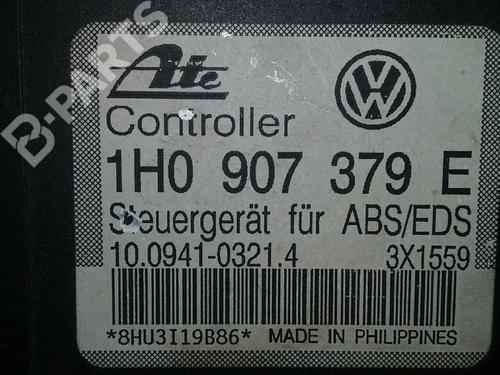 B-PARTS
Ate
VW
Controller
1H0 907 379 E
Steuergerät für ABS/EDS
10.0941-0321.4 3X1559
*8HU3I19B86* MADE IN PHILIPPINES